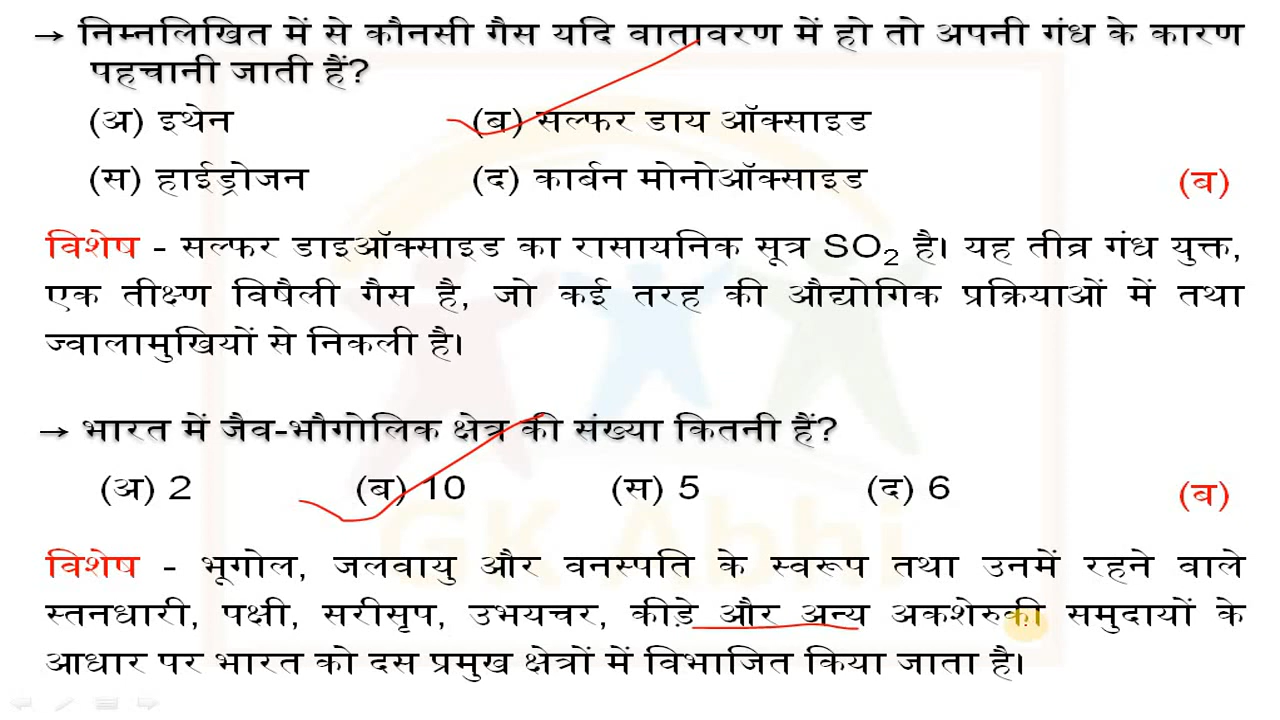 → निम्नलिखित में से कौनसी गैस यदि वातावरण में हो तो अपनी गंध के कारण
पहचानी जाती हैं?
(अ) इथेन (ब) सल्फर डाय ऑक्साइड
(स) हाईड्रोजन (द) कार्बन मोनोऑक्साइड (ब)
विशेष - सल्फर डाइऑक्साइड का रासायनिक सूत्र SO₂ है। यह तीव्र गंध युक्त,
एक तीक्ष्ण विषैली गैस है, जो कई तरह की औद्योगिक प्रक्रियाओं में तथा
ज्वालामुखियों से निकली है।
→ भारत में जैव-भौगोलिक क्षेत्र की संख्या कितनी हैं?
(अ) 2 (ब) 10 (स) 5 (द) 6 (ब)
GK Abhi
विशेष - भूगोल, जलवायु और वनस्पति के स्वरूप तथा उनमें रहने वाले
स्तनधारी, पक्षी, सरीसृप, उभयचर, कीड़े और अन्य अकशेरुकी समुदायों के
आधार पर भारत को दस प्रमुख क्षेत्रों में विभाजित किया जाता है।